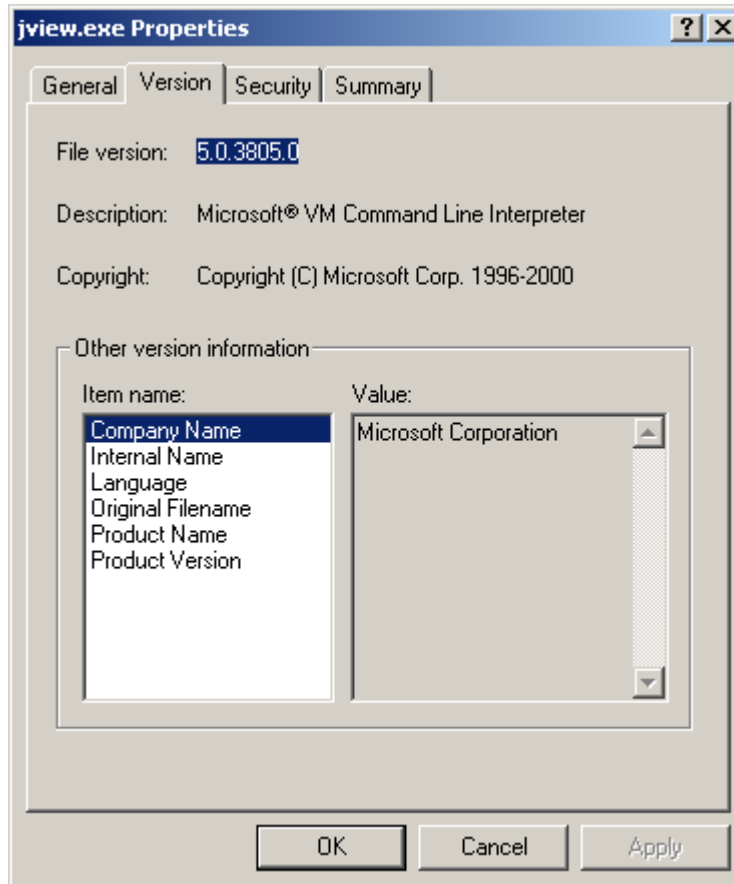 jview.exe Properties
General Version Security Summary
File version: 5.0.3805.0
Description: Microsoft® VM Command Line Interpreter
Copyright: Copyright (C) Microsoft Corp. 1996-2000
Other version information
Item name: Value:
Company Name Microsoft Corporation
Internal Name
Language
Original Filename
Product Name
Product Version
OK Cancel Apply